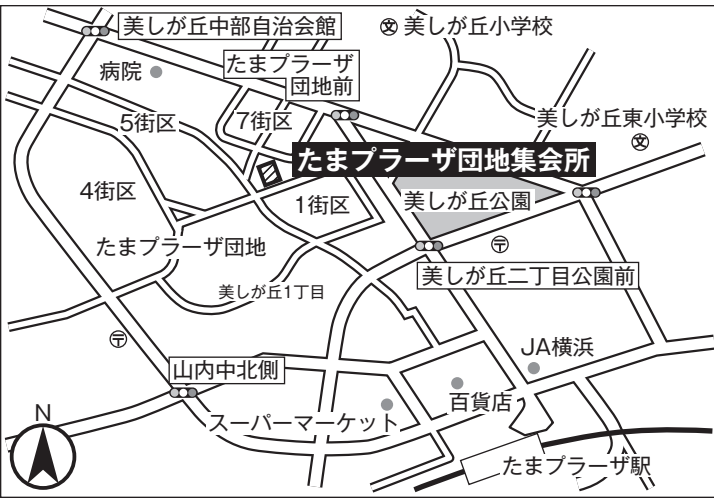 美しが丘中部自治会館
美しが丘小学校
病院
たまプラーザ
団地前
5街区
7街区
美しが丘東小学校
たまプラーザ団地集会所
4街区
1街区
美しが丘公園
たまプラーザ団地
美しが丘1丁目
美しが丘二丁目公園前
JA横浜
山内中北側
百貨店
スーパーマーケット
N
たまプラーザ駅